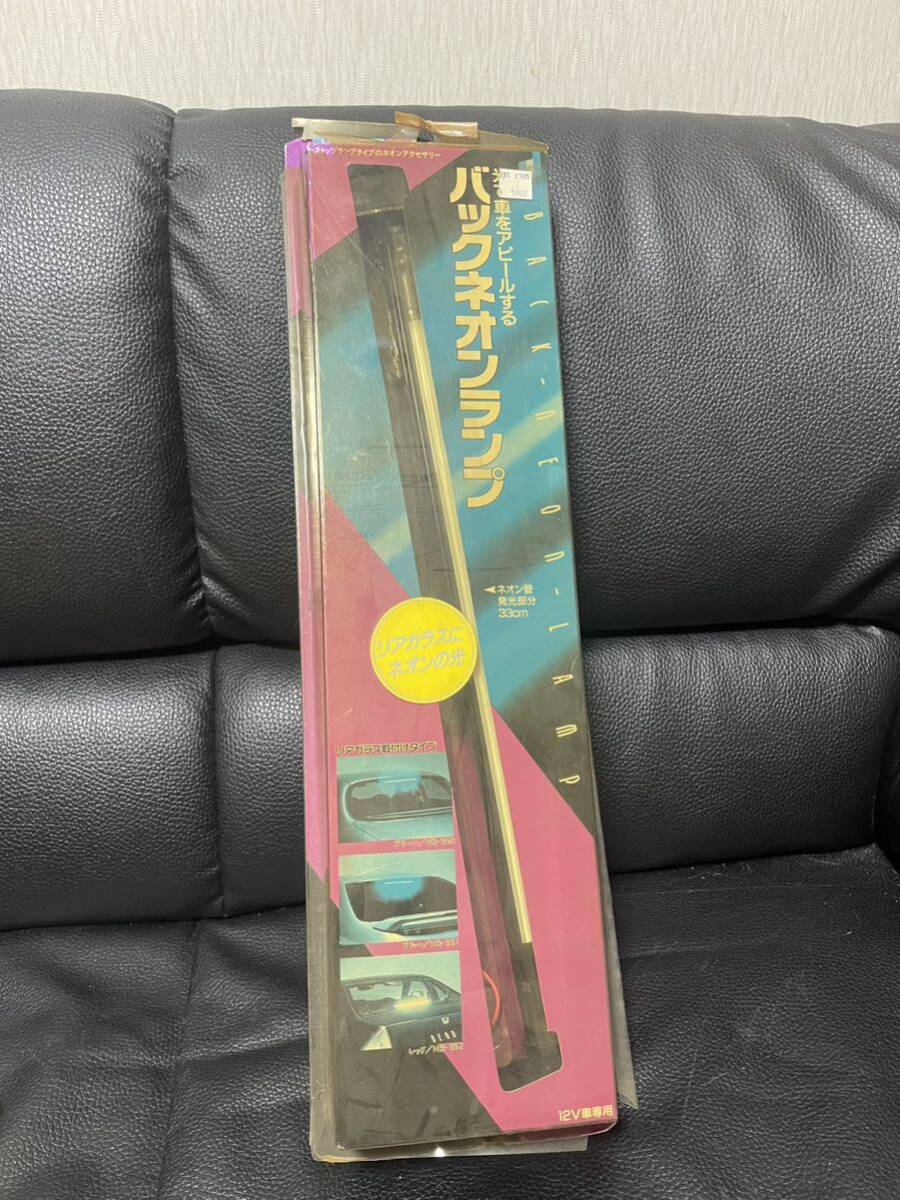 ストップランプタイプのネオンアクセサリー
光で車をアピールする
バックネオンランプ
BACK-NEON-LAMP
ネオン管
発光部分
33cm
リアガラスに
ネオンの光
リアガラス取付けタイプ
12V車専用